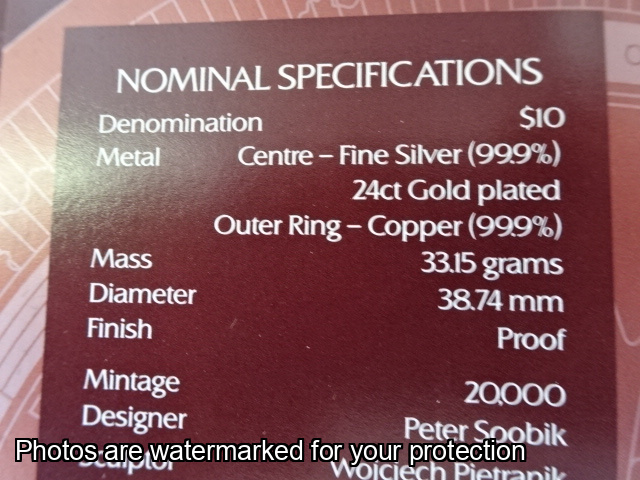 NOMINAL SPECIFICATIONS
Denomination $10
Metal Centre – Fine Silver (99.9%)
24ct Gold plated
Outer Ring – Copper (99.9%)
Mass 33.15 grams
Diameter 38.74 mm
Finish Proof
Mintage 20,000
Designer Peter Soobik
Photos are watermarked for your protection
Sculptor Wojciech Pietranik